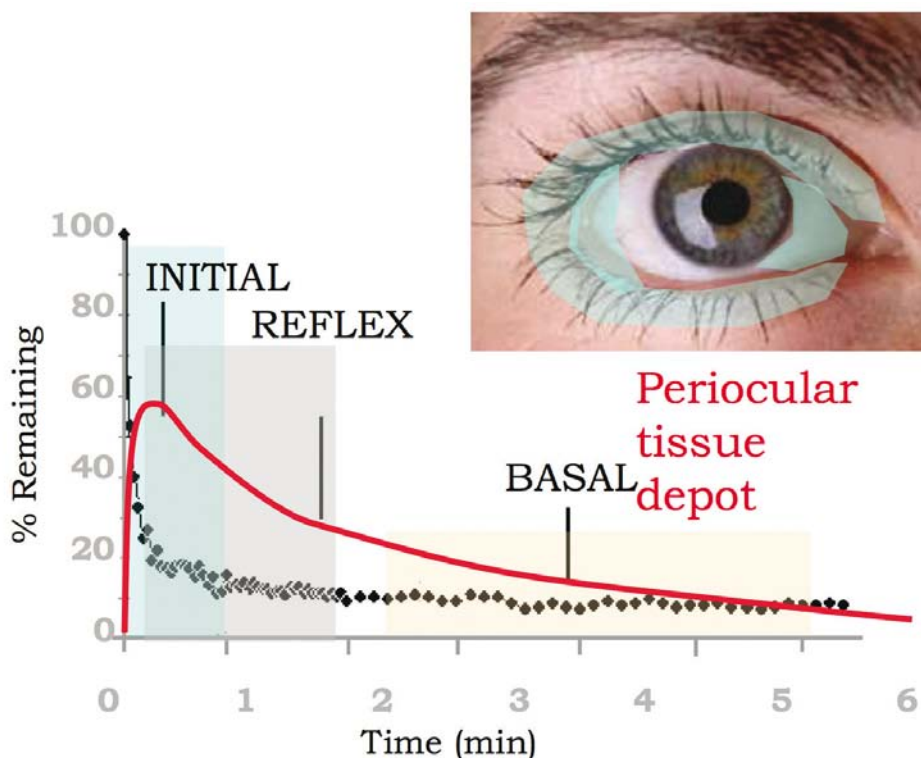 100
80
60
40
20
0
% Remaining
INITIAL
REFLEX
BASAL
Periocular
tissue
depot
0 1 2 3 4 5 6
Time (min)